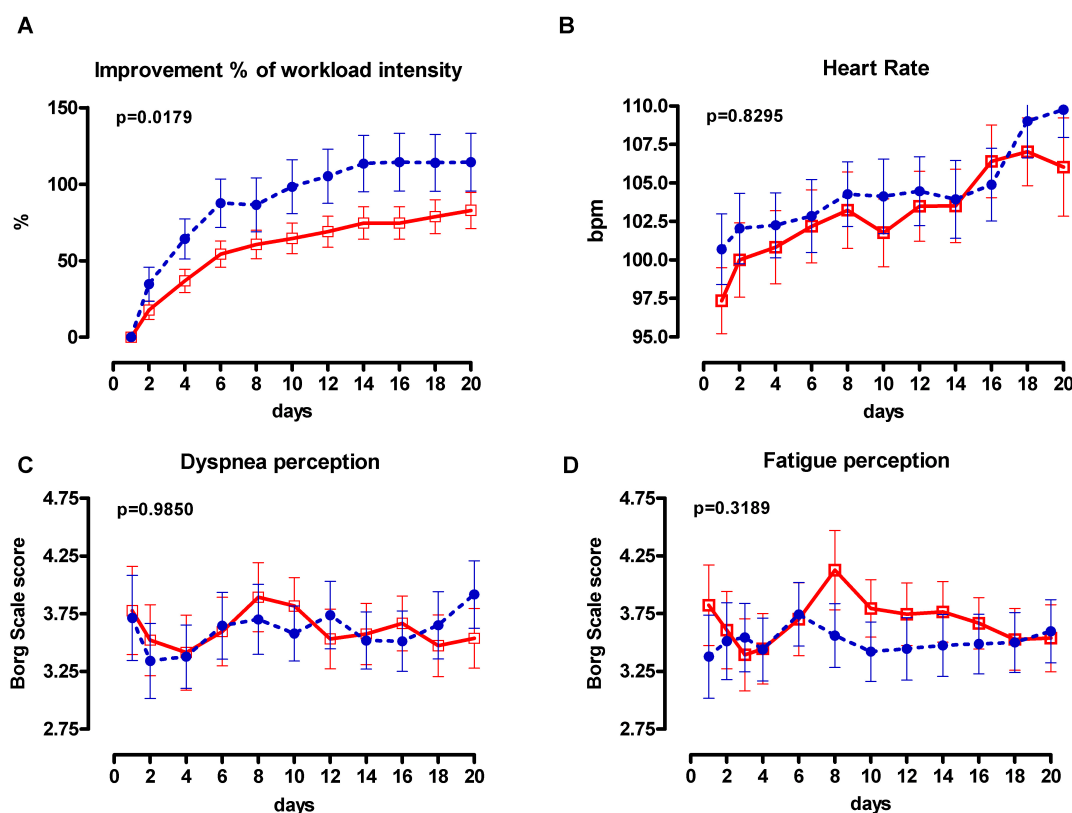 A
Improvement % of workload intensity
p=0.0179
150
100
50
0
%
0 2 4 6 8 10 12 14 16 18 20
days
B
Heart Rate
p=0.8295
110.0
107.5
105.0
102.5
100.0
97.5
95.0
bpm
0 2 4 6 8 10 12 14 16 18 20
days
C
Dyspnea perception
p=0.9850
4.75
4.25
3.75
3.25
2.75
Borg Scale score
0 2 4 6 8 10 12 14 16 18 20
days
D
Fatigue perception
p=0.3189
4.75
4.25
3.75
3.25
2.75
Borg Scale score
0 2 4 6 8 10 12 14 16 18 20
days